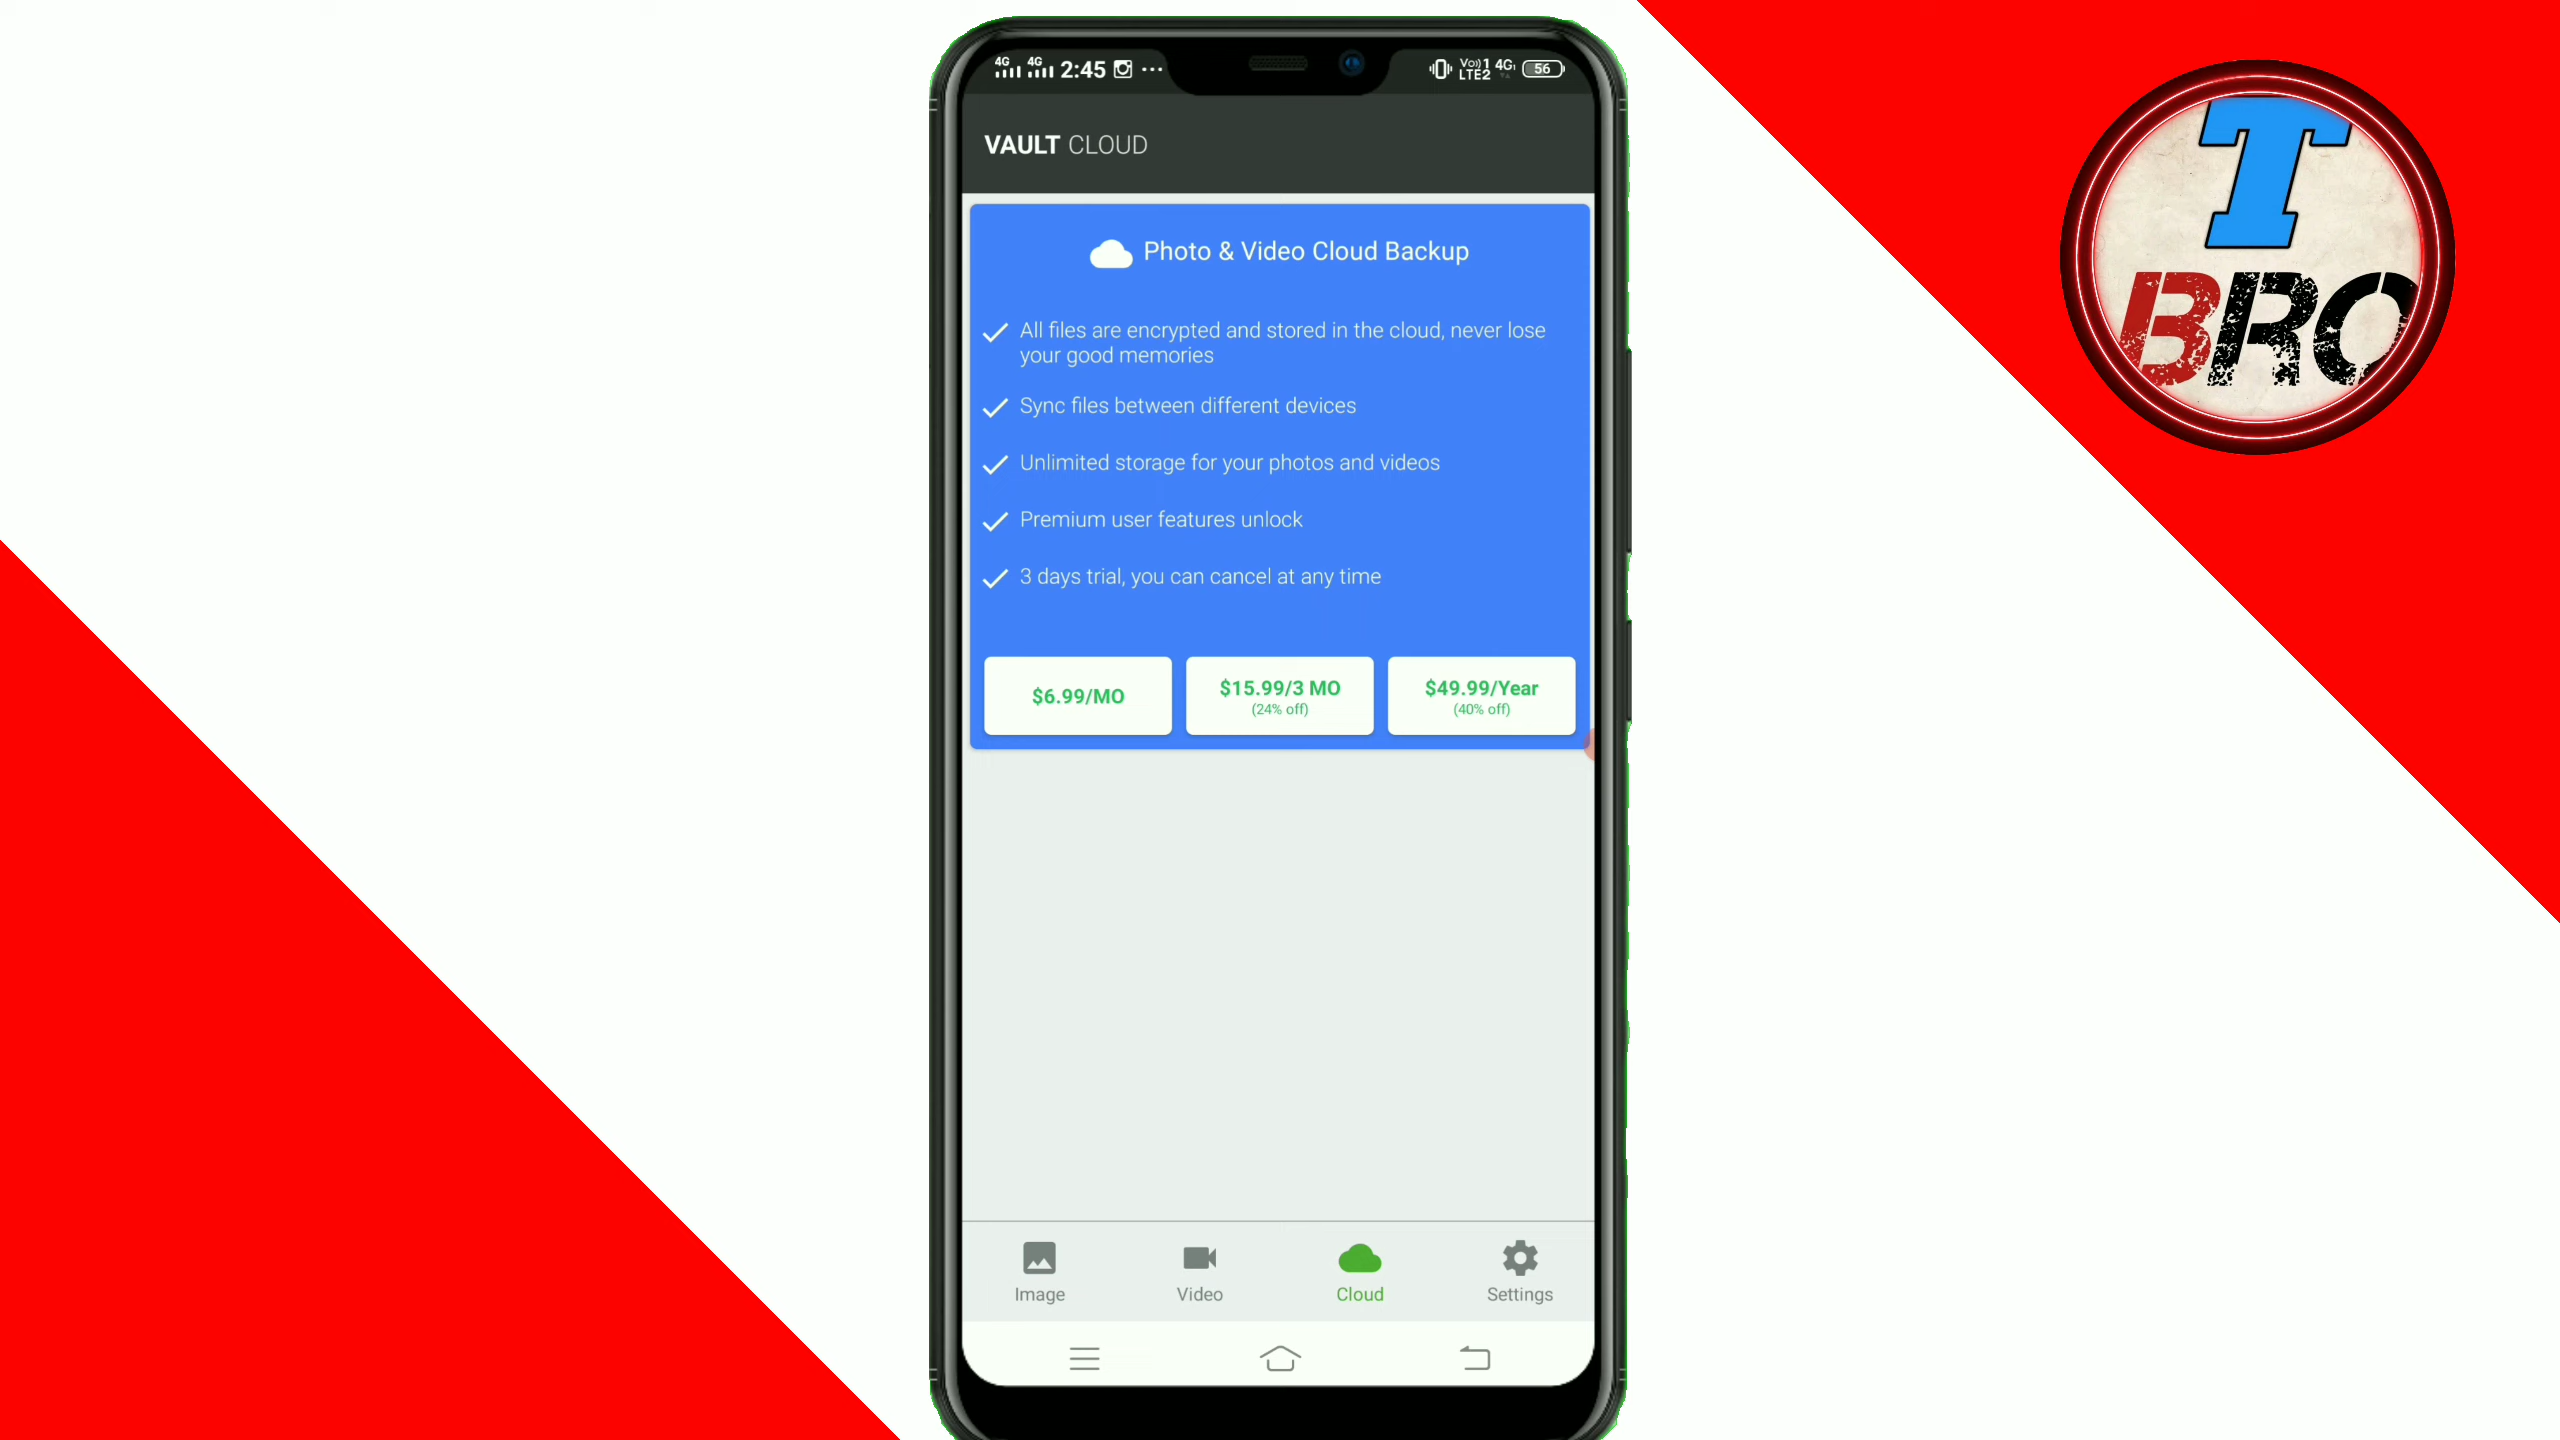 4G 4G 2:45 ... Vo)) 1 LTE2 4G 56
VAULT CLOUD
T
BRO
Photo & Video Cloud Backup
All files are encrypted and stored in the cloud, never lose
your good memories
Sync files between different devices
Unlimited storage for your photos and videos
Premium user features unlock
3 days trial, you can cancel at any time
$6.99/MO
$15.99/3 MO
(24% off)
$49.99/Year
(40% off)
Image
Video
Cloud
Settings